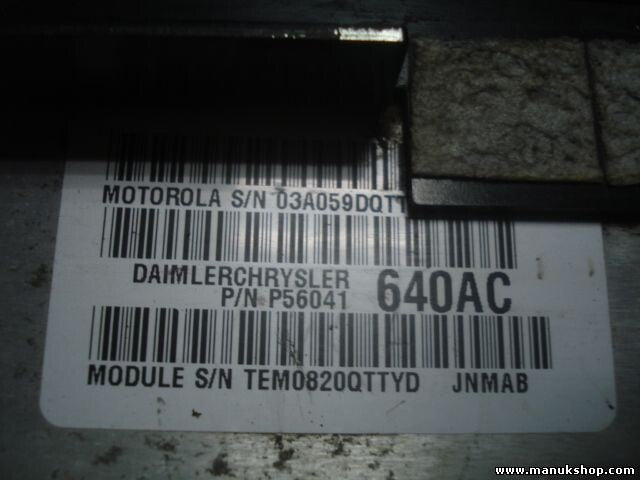 MOTOROLA S/N 03A059DQTT
DAIMLERCHRYSLER
P/N P56041 640AC
MODULE S/N TEM0820QTTYD JNMAB
www.manukshop.com